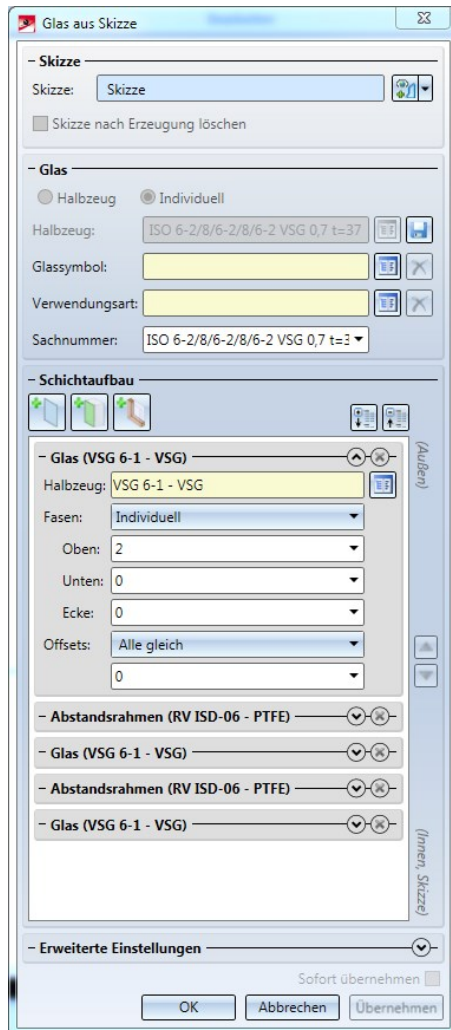 Glas aus Skizze
Skizze
Skizze: Skizze
Skizze nach Erzeugung löschen
Glas
Halbzeug Individuell
Halbzeug: ISO 6-2/8/6-2/8/6-2 VSG 0,7 t=37
Glassymbol:
Verwendungsart:
Sachnummer: ISO 6-2/8/6-2/8/6-2 VSG 0,7 t=3
Schichtaufbau
(Außen)
Glas (VSG 6-1 - VSG)
Halbzeug: VSG 6-1 - VSG
Fasen: Individuell
Oben: 2
Unten: 0
Ecke: 0
Offsets: Alle gleich
0
Abstandsrahmen (RV ISD-06 - PTFE)
Glas (VSG 6-1 - VSG)
Abstandsrahmen (RV ISD-06 - PTFE)
Glas (VSG 6-1 - VSG)
(Innen, Skizze)
Erweiterte Einstellungen
Sofort übernehmen
OK Abbrechen Übernehmen